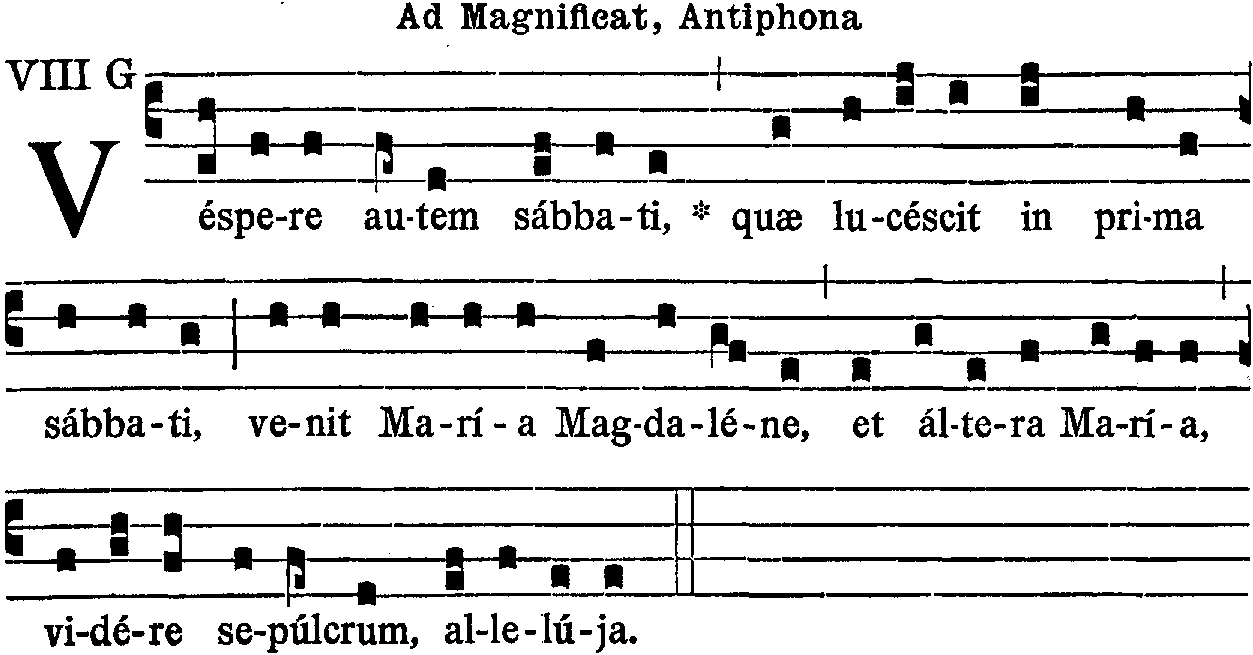 Ad Magnificat, Antiphona
VIII G
Véspe-re au-tem sábba-ti, * quæ lu-céscit in pri-ma
sábba-ti, ve-nit Ma-rí-a Mag-da-lé-ne, et ál-te-ra Ma-rí-a,
vi-dé-re se-púlcrum, al-le-lú-ja.